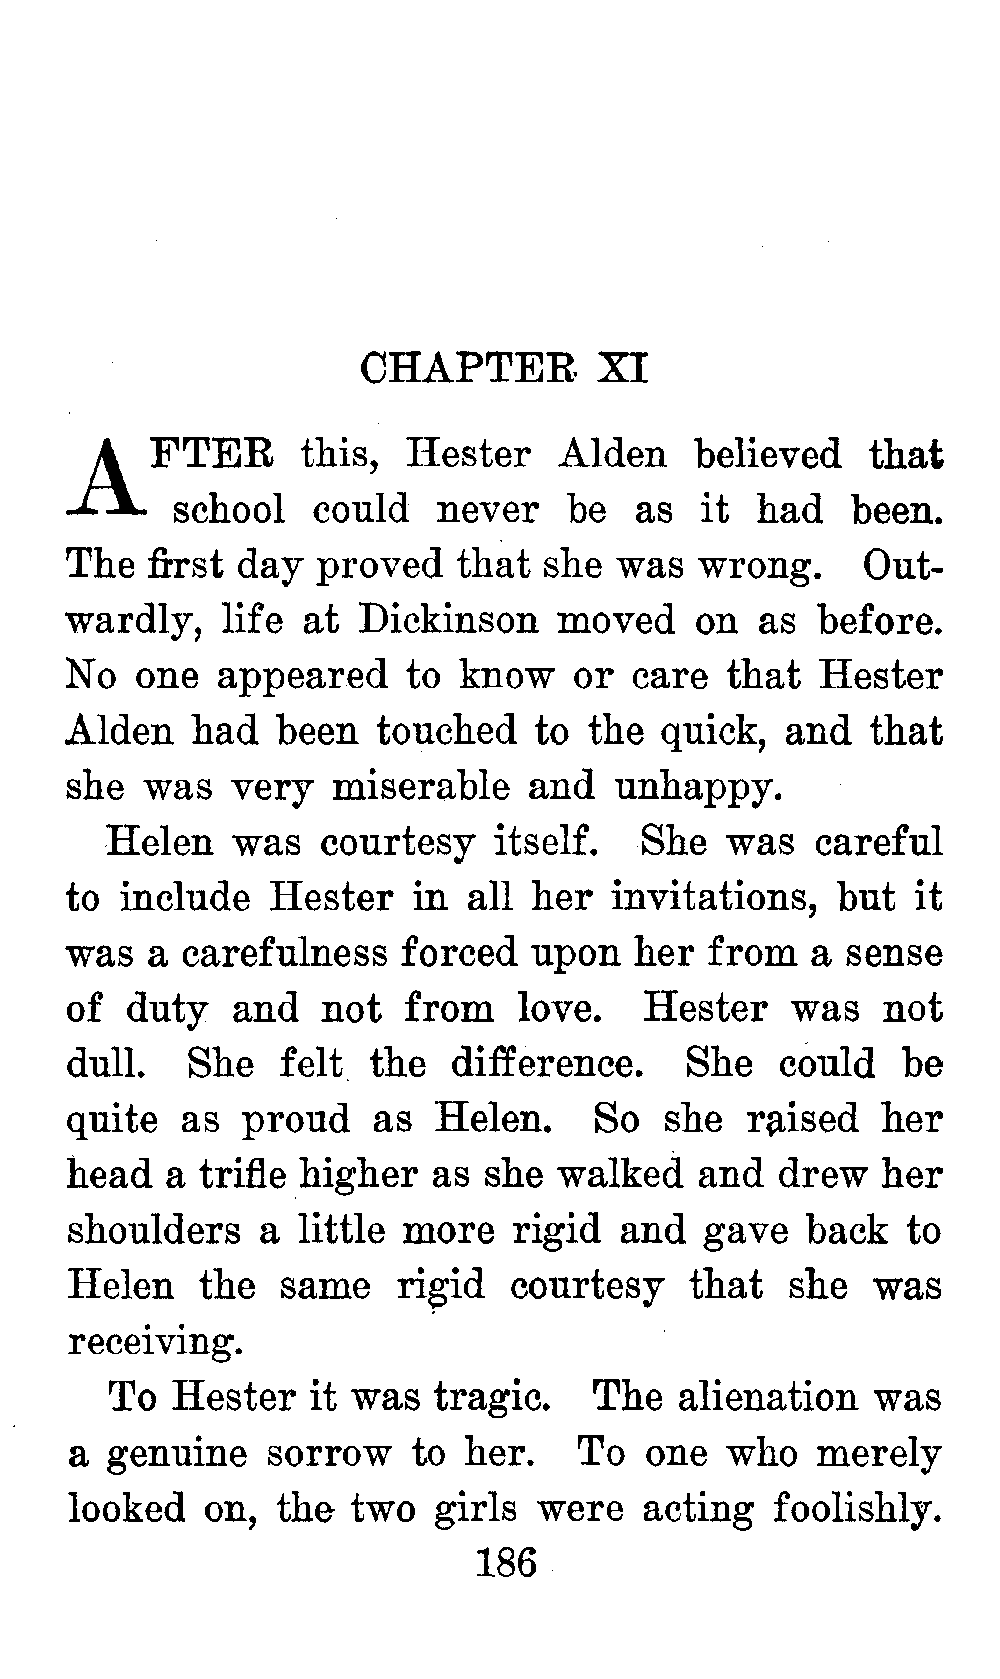 CHAPTER XI
AFTER this, Hester Alden believed that
school could never be as it had been.
The first day proved that she was wrong. Out-
wardly, life at Dickinson moved on as before.
No one appeared to know or care that Hester
Alden had been touched to the quick, and that
she was very miserable and unhappy.
Helen was courtesy itself. She was careful
to include Hester in all her invitations, but it
was a carefulness forced upon her from a sense
of duty and not from love. Hester was not
dull. She felt the difference. She could be
quite as proud as Helen. So she raised her
head a trifle higher as she walked and drew her
shoulders a little more rigid and gave back to
Helen the same rigid courtesy that she was
receiving.
To Hester it was tragic. The alienation was
a genuine sorrow to her. To one who merely
looked on, the two girls were acting foolishly.
186